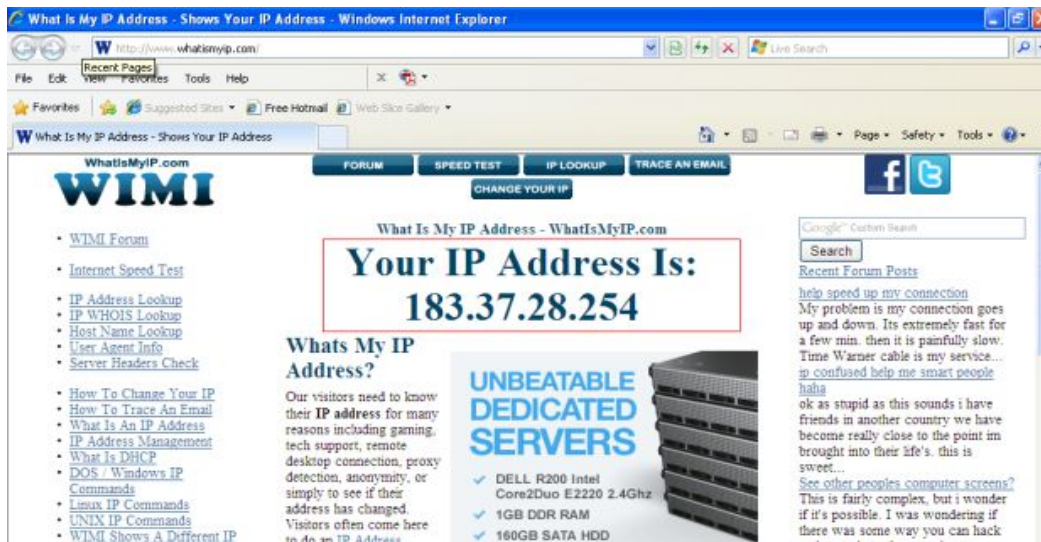 What Is My IP Address - Shows Your IP Address - Windows Internet Explorer
http://www.whatismyip.com/
Live Search
Recent Pages
File Edit View Favorites Tools Help
Favorites Suggested Sites Free Hotmail Web Slice Gallery
What Is My IP Address - Shows Your IP Address
Page Safety Tools
WhatIsMyIP.com
WIMI
FORUM
SPEED TEST
IP LOOKUP
TRACE AN EMAIL
CHANGE YOUR IP
WIMI Forum
Internet Speed Test
IP Address Lookup
IP WHOIS Lookup
Host Name Lookup
User Agent Info
Server Headers Check
How To Change Your IP
How To Trace An Email
What Is An IP Address
IP Address Management
What Is DHCP
DOS / Windows IP
Commands
Linux IP Commands
UNIX IP Commands
WIMI Shows A Different IP
What Is My IP Address - WhatIsMyIP.com
Your IP Address Is:
183.37.28.254
Whats My IP
Address?
Our visitors need to know
their IP address for many
reasons including gaming,
tech support, remote
desktop connection, proxy
detection, anonymity, or
simply to see if their
address has changed.
Visitors often come here
to do an IP Address
UNBEATABLE
DEDICATED
SERVERS
DELL R200 Intel
Core2Duo E2220 2.4Ghz
1GB DDR RAM
160GB SATA HDD
Google™ Custom Search
Search
Recent Forum Posts
help speed up my connection
My problem is my connection goes
up and down. Its extremely fast for
a few min. then it is painfully slow.
Time Warner cable is my service...
ip confused help me smart people
haha
ok as stupid as this sounds i have
friends in another country we have
become really close to the point im
brought into their life's. this is
sweet...
See other peoples computer screens?
This is fairly complex, but i wonder
if it's possible. I was wondering if
there was some way you can hack